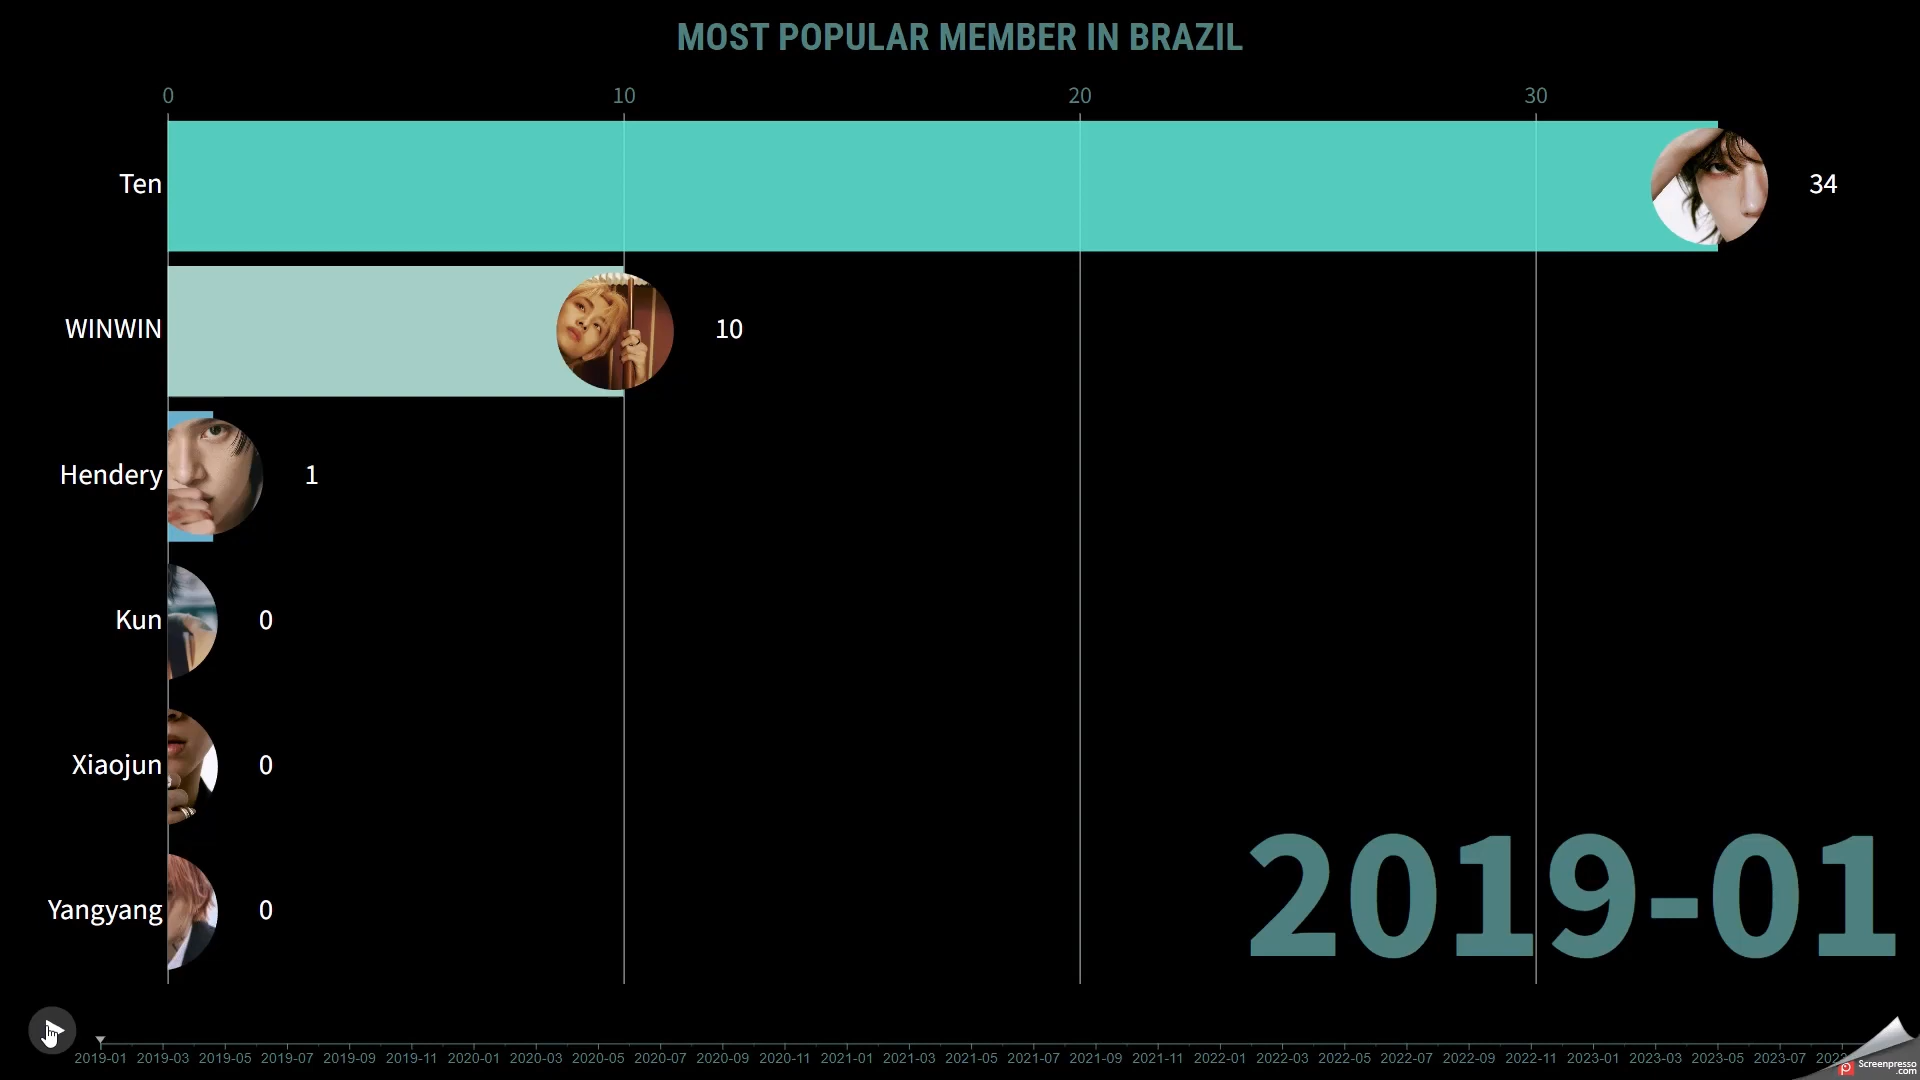 MOST POPULAR MEMBER IN BRAZIL
0 10 20 30
Ten 34
WINWIN 10
Hendery 1
Kun 0
Xiaojun 0
Yangyang 0
2019-01
2019-01 2019-03 2019-05 2019-07 2019-09 2019-11 2020-01 2020-03 2020-05 2020-07 2020-09 2020-11 2021-01 2021-03 2021-05 2021-07 2021-09 2021-11 2022-01 2022-03 2022-05 2022-07 2022-09 2022-11 2023-01 2023-03 2023-05 2023-07
Screenpresso
.com